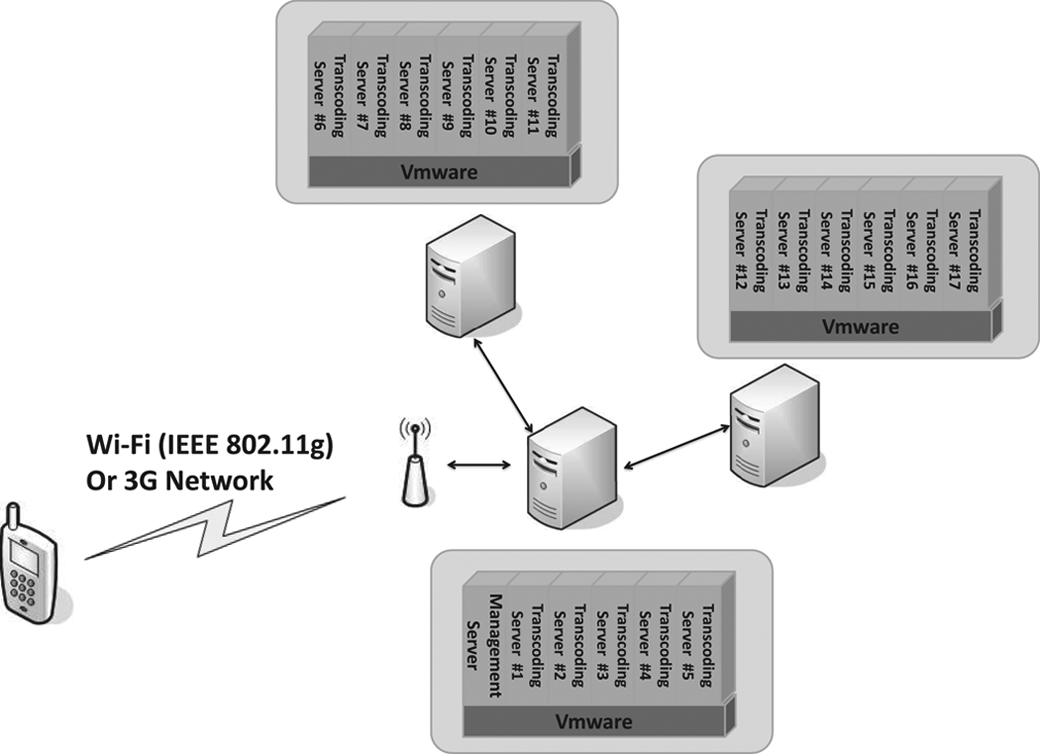 Transcoding
Server #6
Transcoding
Server #7
Transcoding
Server #8
Transcoding
Server #9
Transcoding
Server #10
Transcoding
Server #11
Vmware
Transcoding
Server #12
Transcoding
Server #13
Transcoding
Server #14
Transcoding
Server #15
Transcoding
Server #16
Transcoding
Server #17
Vmware
Wi-Fi (IEEE 802.11g)
Or 3G Network
Management
Server
Transcoding
Server #1
Transcoding
Server #2
Transcoding
Server #3
Transcoding
Server #4
Transcoding
Server #5
Vmware